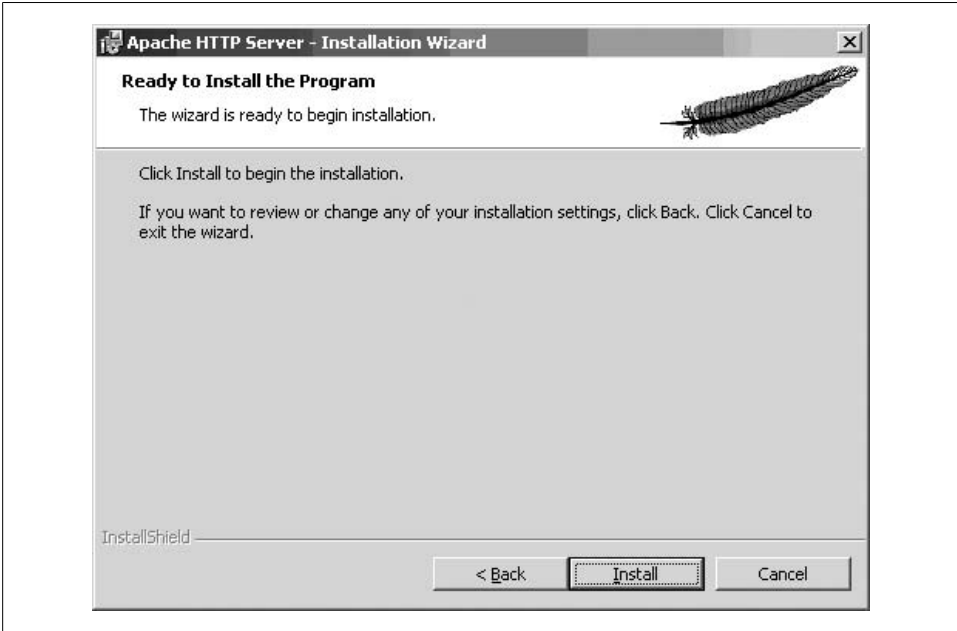 Apache HTTP Server - Installation Wizard
Ready to Install the Program
The wizard is ready to begin installation.
Click Install to begin the installation.
If you want to review or change any of your installation settings, click Back. Click Cancel to
exit the wizard.
InstallShield
< Back Install Cancel